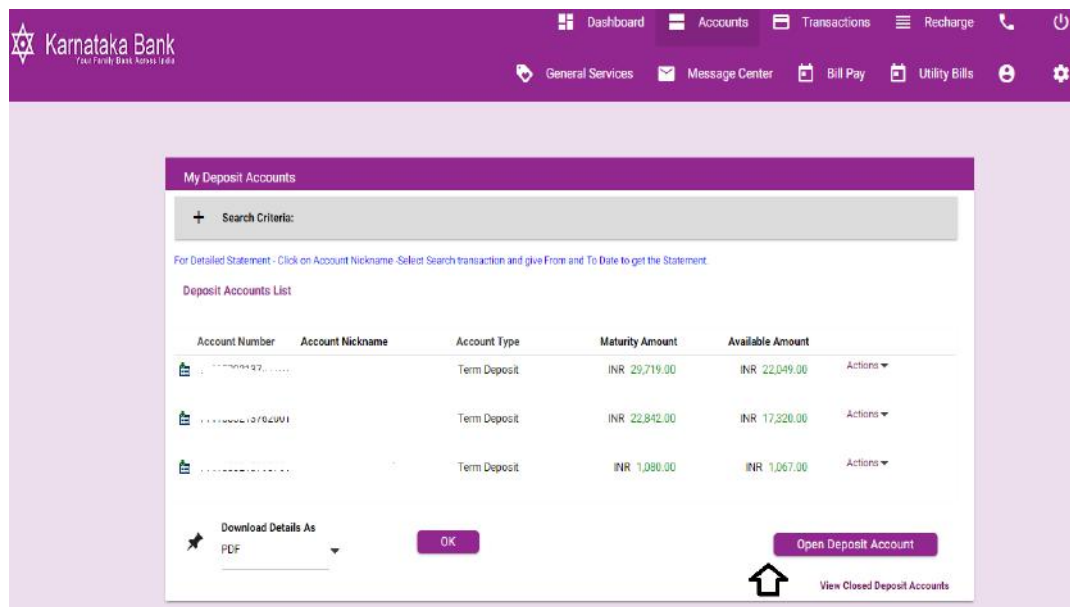 Karnataka Bank
Your Family Bank Across India
Dashboard Accounts Transactions Recharge
General Services Message Center Bill Pay Utility Bills
My Deposit Accounts
+ Search Criteria:
For Detailed Statement - Click on Account Nickname -Select Search transaction and give From and To Date to get the Statement.
Deposit Accounts List
Account Number Account Nickname Account Type Maturity Amount Available Amount
Term Deposit INR 29,719.00 INR 22,049.00 Actions
Term Deposit INR 22,842.00 INR 17,320.00 Actions
Term Deposit INR 1,080.00 INR 1,067.00 Actions
Download Details As
PDF
OK
Open Deposit Account
View Closed Deposit Accounts